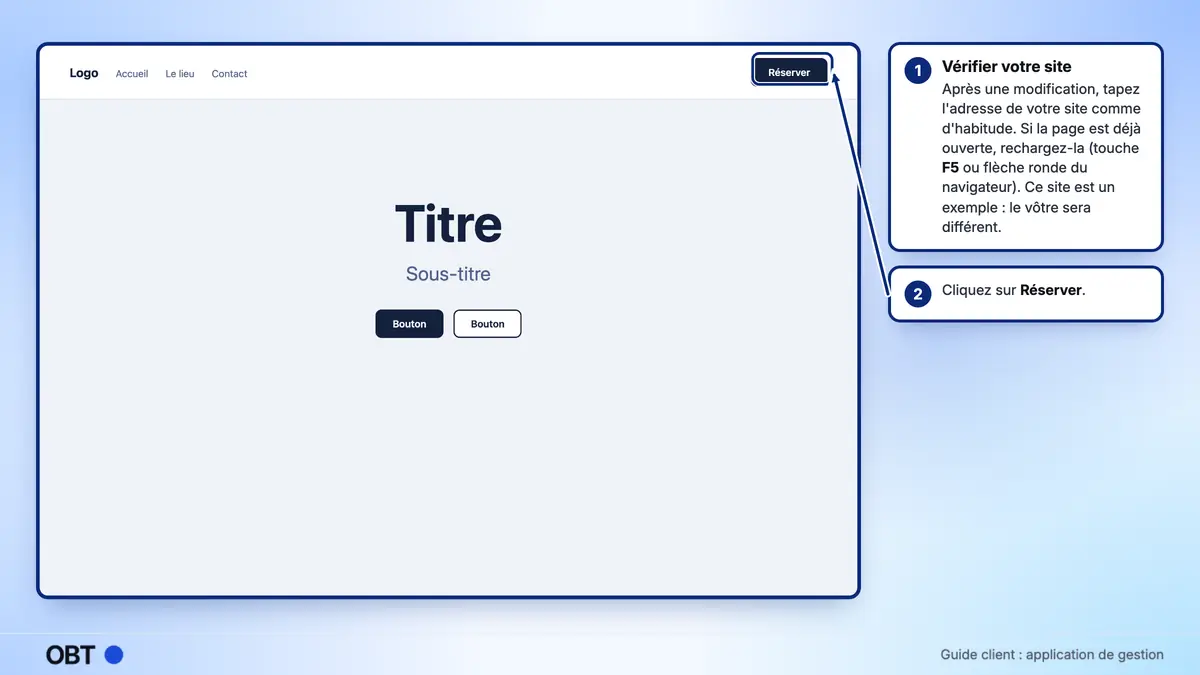 Logo
Accueil
Le lieu
Contact
Réserver
Titre
Sous-titre
Bouton
Bouton
1
Vérifier votre site
Après une modification, tapez
l'adresse de votre site comme
d'habitude. Si la page est déjà
ouverte, rechargez-la (touche
F5 ou flèche ronde du
navigateur). Ce site est un
exemple : le vôtre sera
différent.
2
Cliquez sur Réserver.
OBT
Guide client : application de gestion